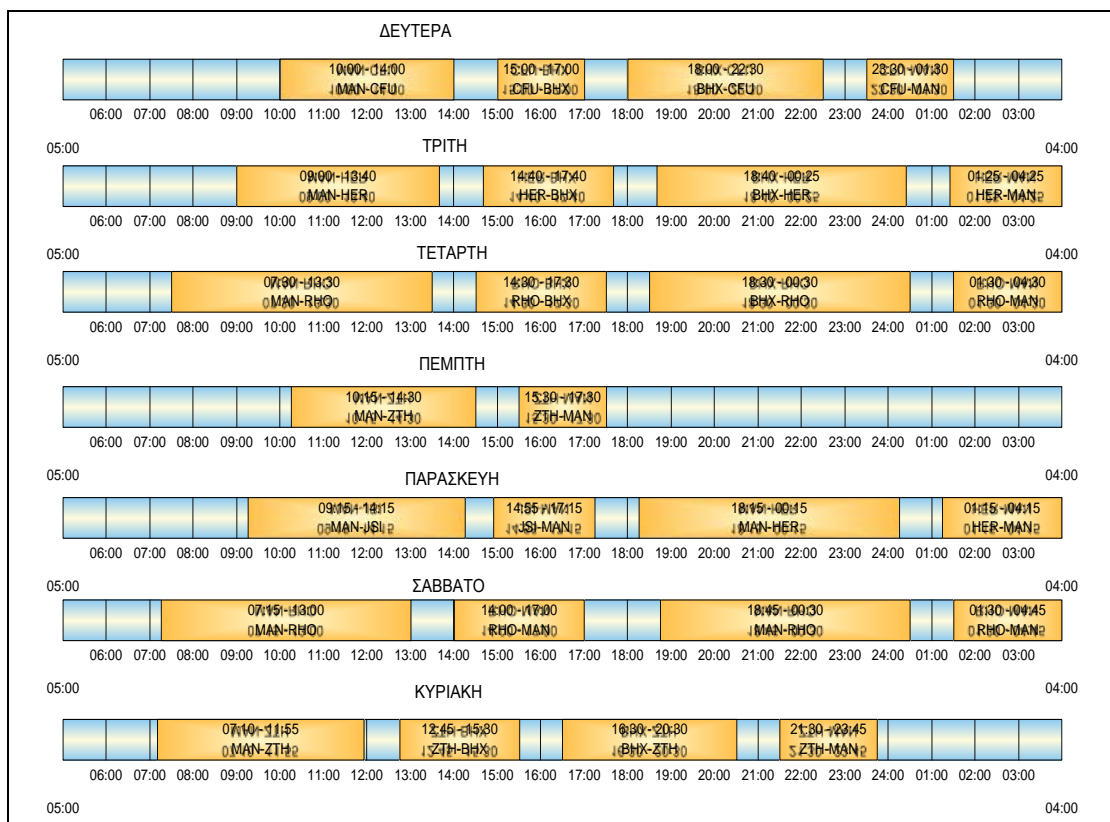 ΔΕΥΤΕΡΑ
10:00 - 14:00 15:00 - 17:00 18:00 - 22:30 23:30 - 01:30
MAN-CFU CFU-BHX BHX-CFU CFU-MAN
06:00 07:00 08:00 09:00 10:00 11:00 12:00 13:00 14:00 15:00 16:00 17:00 18:00 19:00 20:00 21:00 22:00 23:00 24:00 01:00 02:00 03:00
05:00 04:00
ΤΡΙΤΗ
09:00 - 13:40 14:40 - 17:40 18:40 - 00:25 01:25 - 04:25
MAN-HER HER-BHX BHX-HER HER-MAN
06:00 07:00 08:00 09:00 10:00 11:00 12:00 13:00 14:00 15:00 16:00 17:00 18:00 19:00 20:00 21:00 22:00 23:00 24:00 01:00 02:00 03:00
05:00 04:00
ΤΕΤΑΡΤΗ
07:30 - 13:30 14:30 - 17:30 18:30 - 00:30 01:30 - 04:30
MAN-RHO RHO-BHX BHX-RHO RHO-MAN
06:00 07:00 08:00 09:00 10:00 11:00 12:00 13:00 14:00 15:00 16:00 17:00 18:00 19:00 20:00 21:00 22:00 23:00 24:00 01:00 02:00 03:00
05:00 04:00
ΠΕΜΠΤΗ
10:15 - 14:30 15:30 - 17:30
MAN-ZTH ZTH-MAN
06:00 07:00 08:00 09:00 10:00 11:00 12:00 13:00 14:00 15:00 16:00 17:00 18:00 19:00 20:00 21:00 22:00 23:00 24:00 01:00 02:00 03:00
05:00 04:00
ΠΑΡΑΣΚΕΥΗ
09:15 - 14:15 14:55 - 17:15 18:15 - 00:15 01:15 - 04:15
MAN-JSI JSI-MAN MAN-HER HER-MAN
06:00 07:00 08:00 09:00 10:00 11:00 12:00 13:00 14:00 15:00 16:00 17:00 18:00 19:00 20:00 21:00 22:00 23:00 24:00 01:00 02:00 03:00
05:00 04:00
ΣΑΒΒΑΤΟ
07:15 - 13:00 14:00 - 17:00 18:45 - 00:30 01:30 - 04:45
MAN-RHO RHO-MAN MAN-RHO RHO-MAN
06:00 07:00 08:00 09:00 10:00 11:00 12:00 13:00 14:00 15:00 16:00 17:00 18:00 19:00 20:00 21:00 22:00 23:00 24:00 01:00 02:00 03:00
05:00 04:00
ΚΥΡΙΑΚΗ
07:10 - 11:55 12:45 - 15:30 16:30 - 20:30 21:30 - 23:45
MAN-ZTH ZTH-BHX BHX-ZTH ZTH-MAN
06:00 07:00 08:00 09:00 10:00 11:00 12:00 13:00 14:00 15:00 16:00 17:00 18:00 19:00 20:00 21:00 22:00 23:00 24:00 01:00 02:00 03:00
05:00 04:00